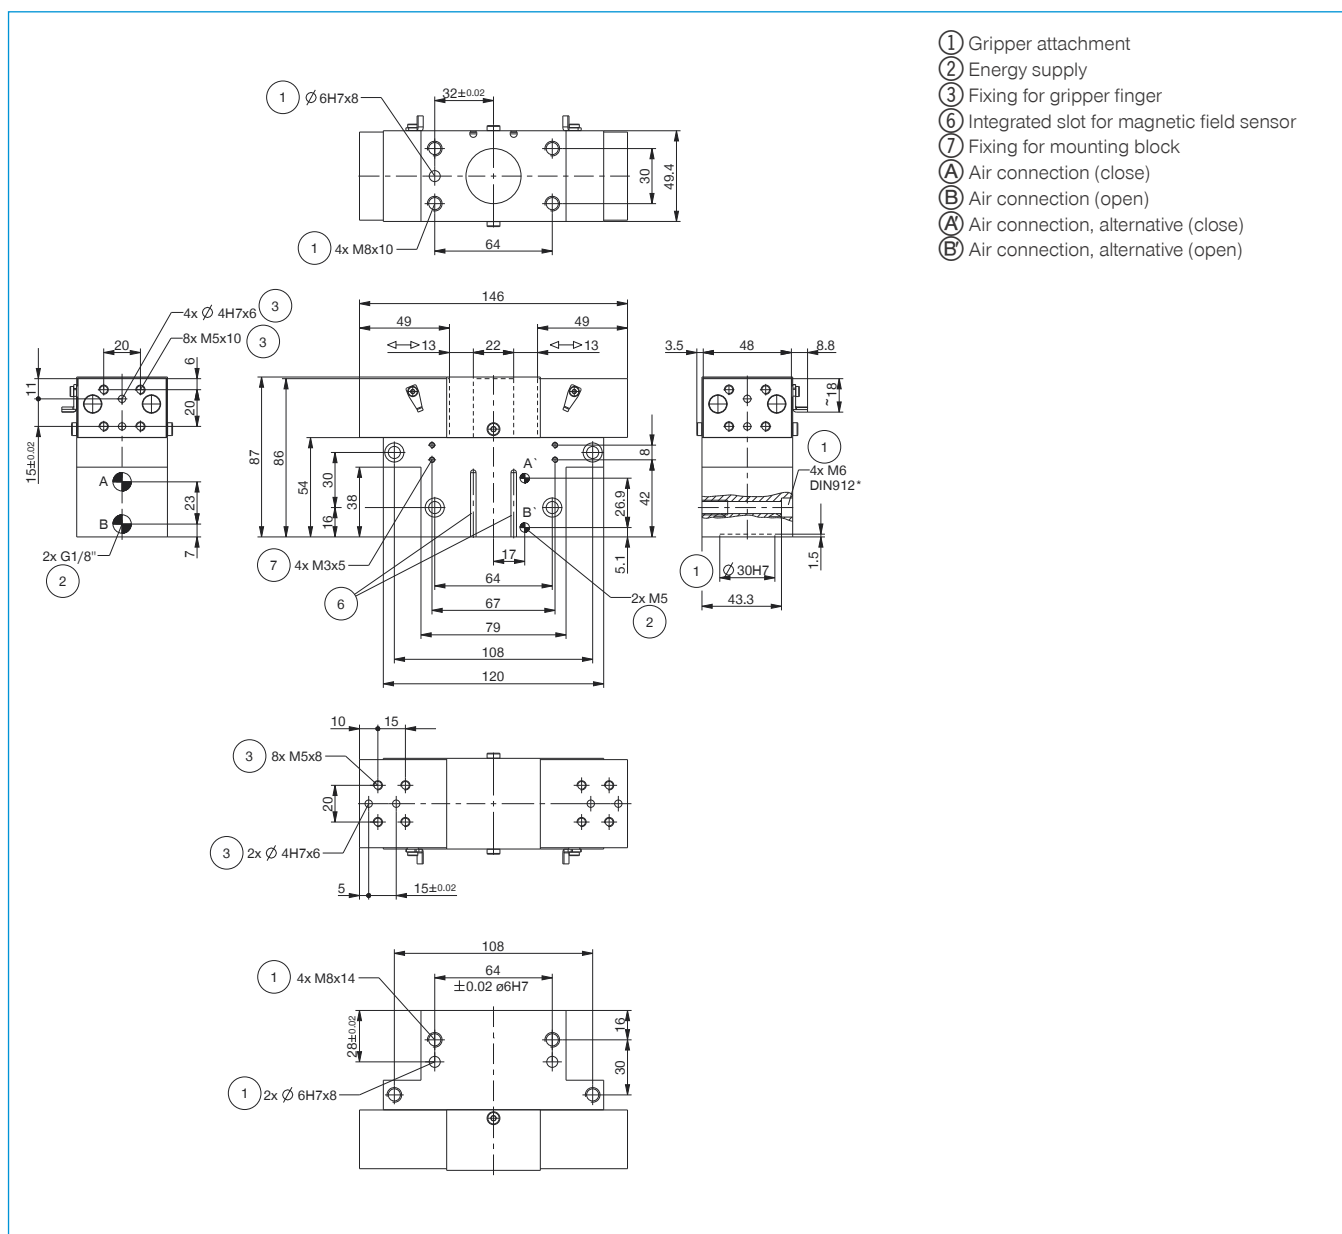 ① Gripper attachment
② Energy supply
③ Fixing for gripper finger
⑥ Integrated slot for magnetic field sensor
⑦ Fixing for mounting block
Ⓐ Air connection (close)
Ⓑ Air connection (open)
A' Air connection, alternative (close)
B' Air connection, alternative (open)
1 Ø 6H7x8
32±0.02
30
49.4
1 4x M8x10
64
4x Ø 4H7x6 3
8x M5x10 3
20
6
11
20
15±0.02
A
B
23
7
2x G1/8"
2
146
49
49
13
22
13
87
86
54
30
38
16
A`
B`
8
42
26.9
5.1
17
7 4x M3x5
6
64
67
79
108
120
2x M5
2
3.5
48
8.8
~18
1
4x M6
DIN912*
1.5
1 Ø 30H7
43.3
10
15
3 8x M5x8
20
3 2x Ø 4H7x6
5
15±0.02
108
1 4x M8x14
64
±0.02 ø6H7
28±0.02
16
30
1 2x Ø 6H7x8